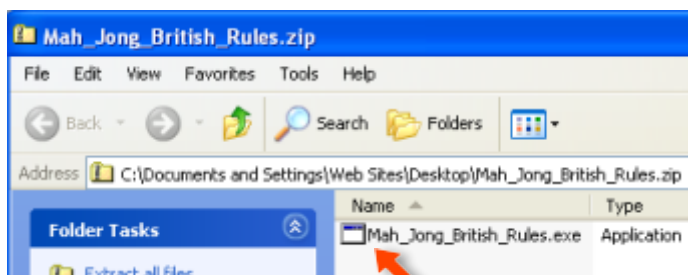 Mah_Jong_British_Rules.zip
File Edit View Favorites Tools Help
Back Search Folders
Address C:\Documents and Settings\Web Sites\Desktop\Mah_Jong_British_Rules.zip
Name Type
Folder Tasks
Mah_Jong_British_Rules.exe Application
Extract all files